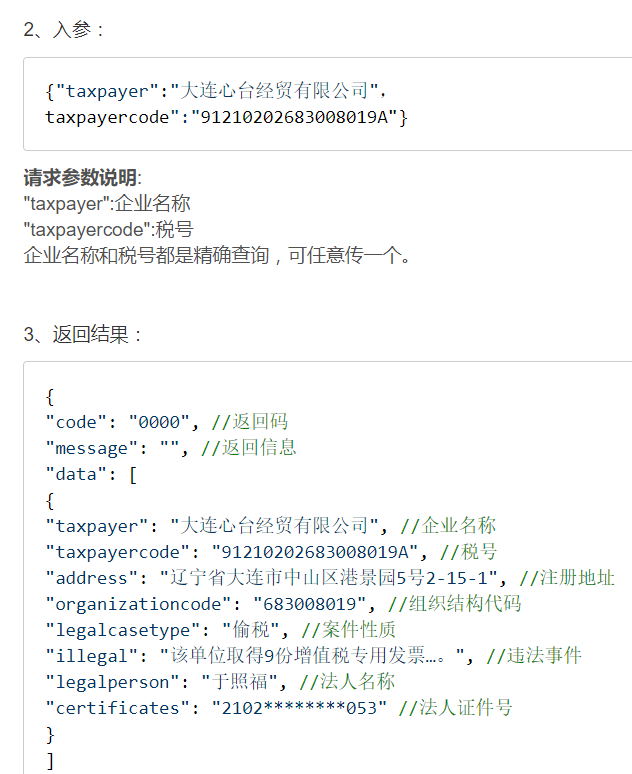 2、入参：
{"taxpayer":"大连心台经贸有限公司",
taxpayercode":"91210202683008019A"}
请求参数说明:
"taxpayer":企业名称
"taxpayercode":税号
企业名称和税号都是精确查询，可任意传一个。
3、返回结果：
{
"code": "0000", //返回码
"message": "", //返回信息
"data": [
{
"taxpayer": "大连心台经贸有限公司", //企业名称
"taxpayercode": "91210202683008019A", //税号
"address": "辽宁省大连市中山区港景园5号2-15-1", //注册地址
"organizationcode": "683008019", //组织结构代码
"legalcasetype": "偷税", //案件性质
"illegal": "该单位取得9份增值税专用发票…。", //违法事件
"legalperson": "于照福", //法人名称
"certificates": "2102********053" //法人证件号
}
]